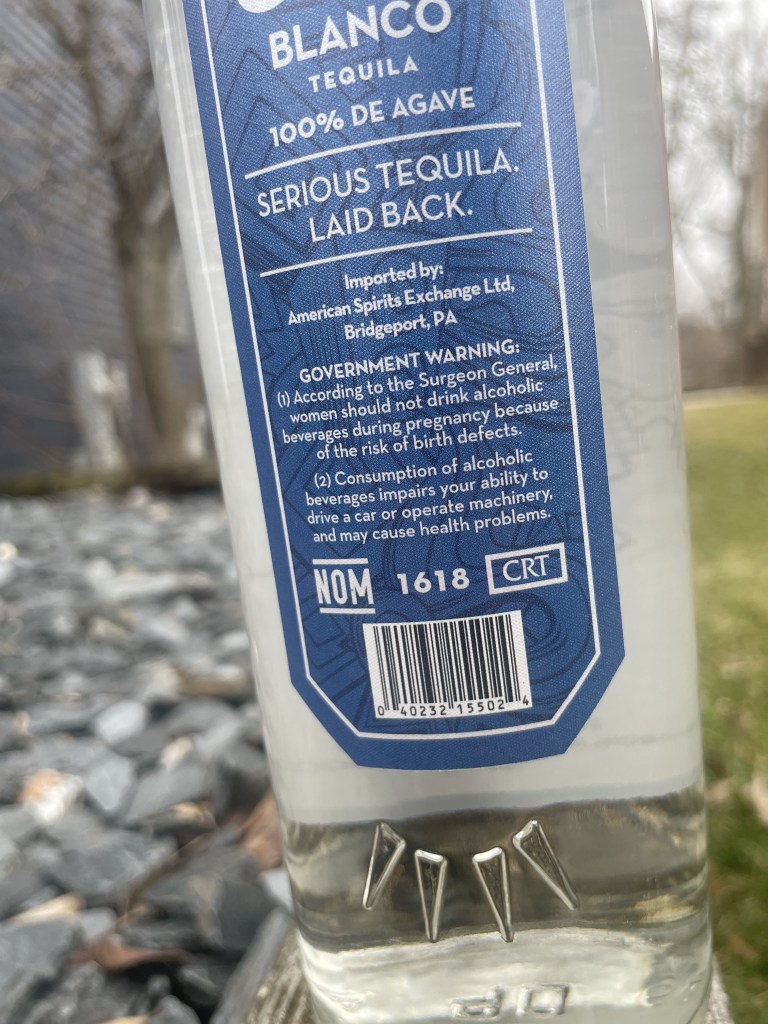 BLANCO
TEQUILA
100% DE AGAVE
SERIOUS TEQUILA.
LAID BACK.
Imported by:
American Spirits Exchange Ltd,
Bridgeport, PA
GOVERNMENT WARNING:
(1) According to the Surgeon General,
women should not drink alcoholic
beverages during pregnancy because
of the risk of birth defects.
(2) Consumption of alcoholic
beverages impairs your ability to
drive a car or operate machinery,
and may cause health problems.
NOM 1618 CRT
0 40232 15502 4